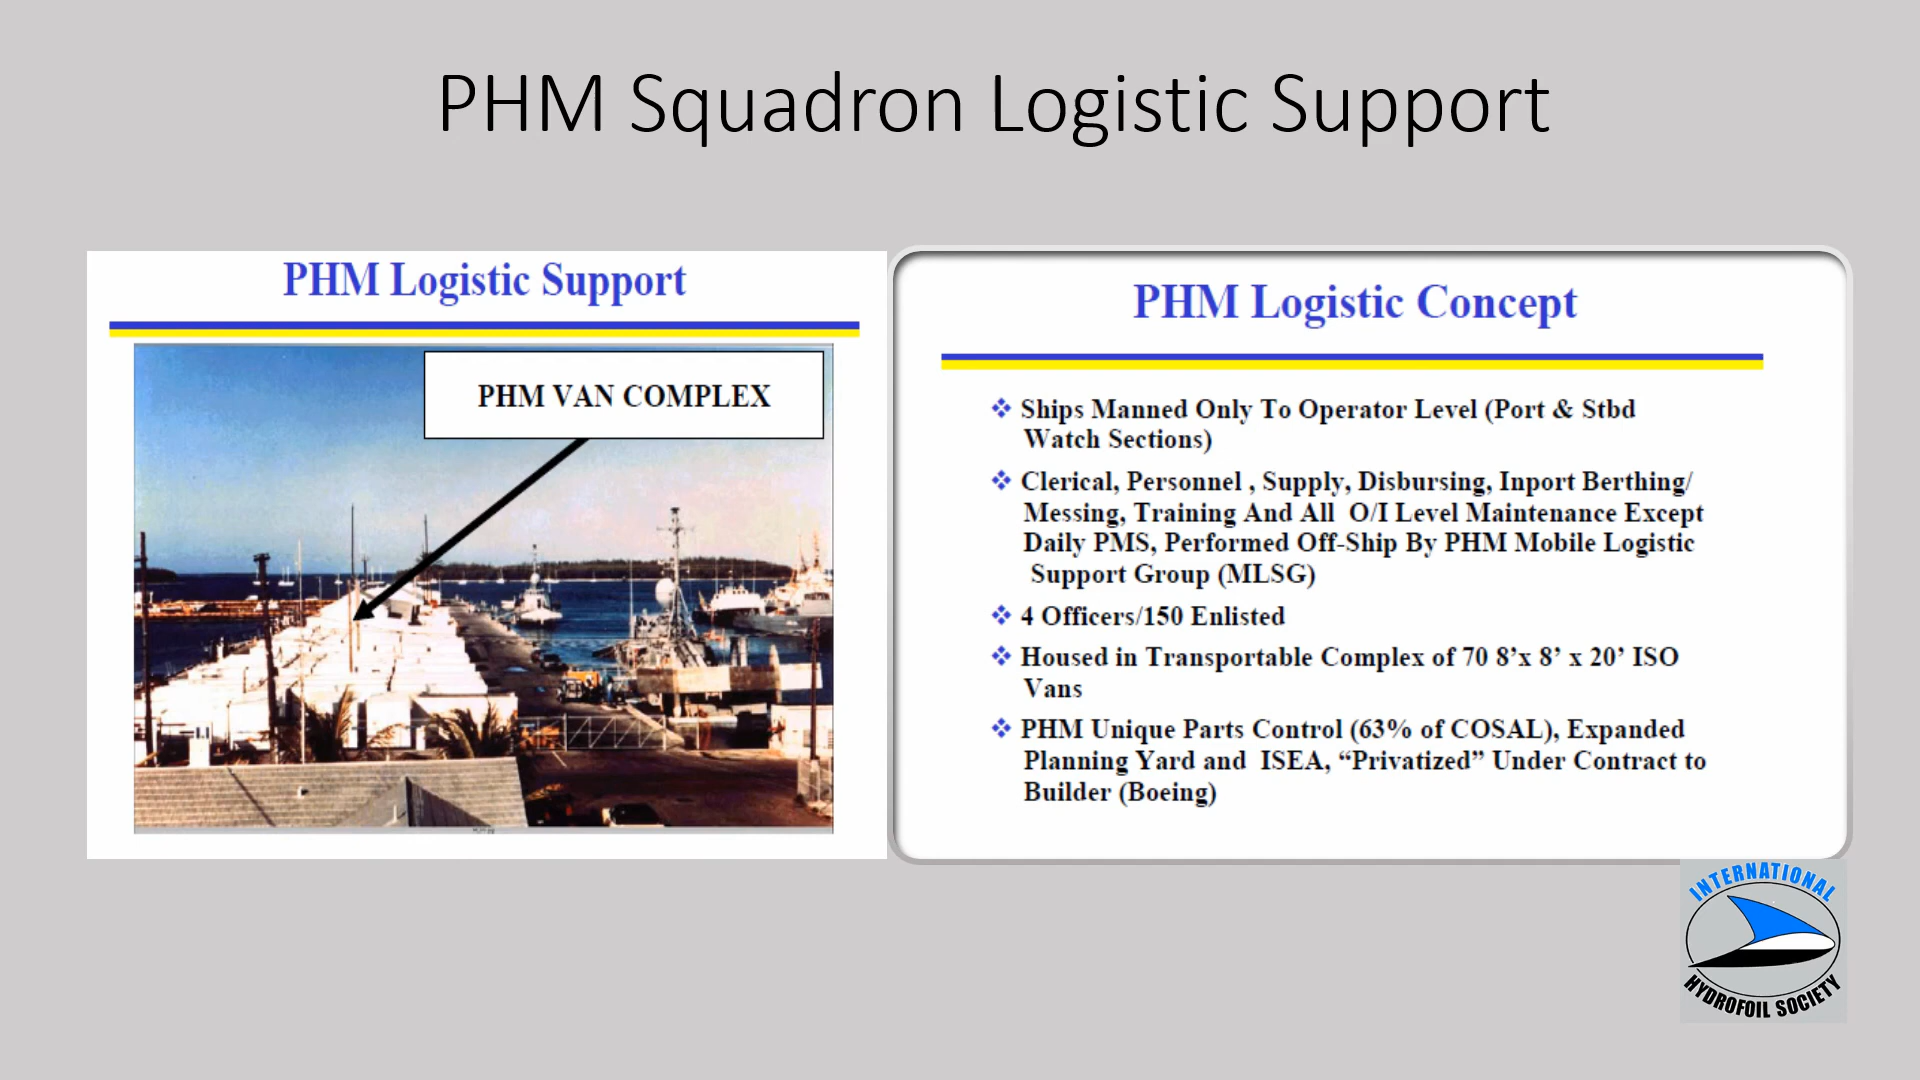 PHM Squadron Logistic Support
PHM Logistic Support
PHM VAN COMPLEX
PHM Logistic Concept
❖ Ships Manned Only To Operator Level (Port & Stbd
Watch Sections)
❖ Clerical, Personnel , Supply, Disbursing, Inport Berthing/
Messing, Training And All O/I Level Maintenance Except
Daily PMS, Performed Off-Ship By PHM Mobile Logistic
Support Group (MLSG)
❖ 4 Officers/150 Enlisted
❖ Housed in Transportable Complex of 70 8’x 8’ x 20’ ISO
Vans
❖ PHM Unique Parts Control (63% of COSAL), Expanded
Planning Yard and ISEA, “Privatized” Under Contract to
Builder (Boeing)
INTERNATIONAL
HYDROFOIL SOCIETY